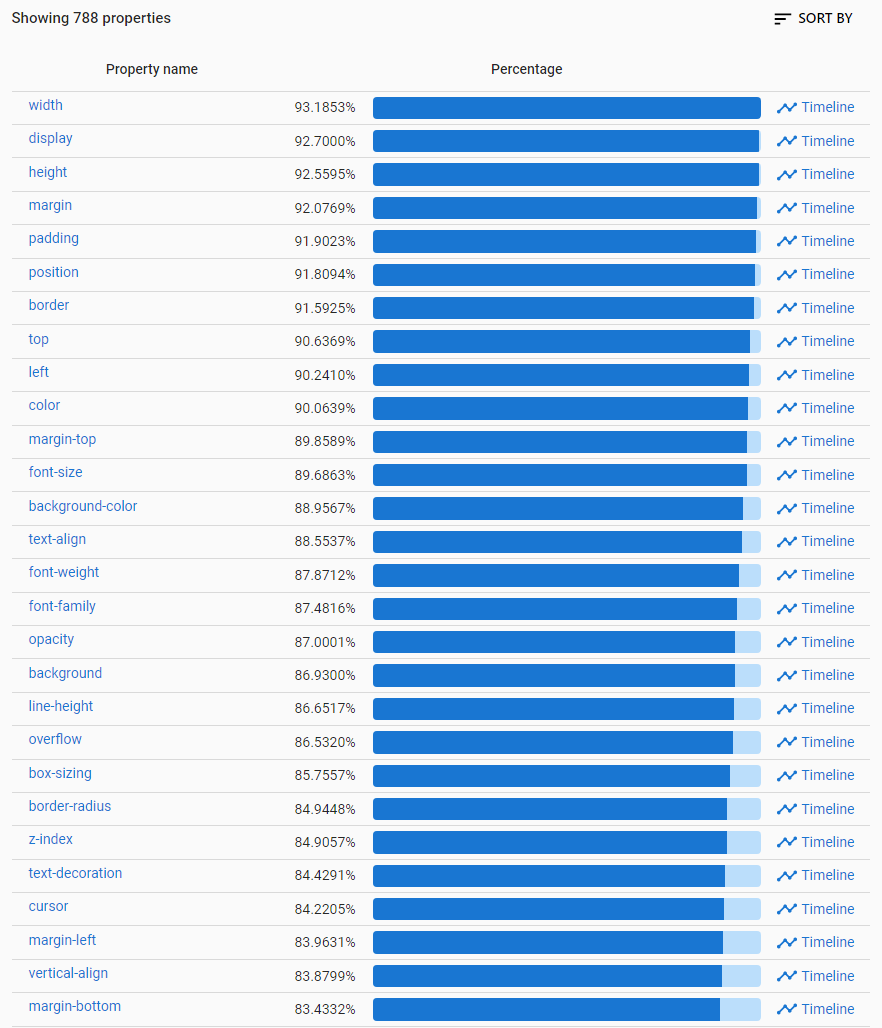 Showing 788 properties SORT BY
Property name Percentage
width 93.1853% Timeline
display 92.7000% Timeline
height 92.5595% Timeline
margin 92.0769% Timeline
padding 91.9023% Timeline
position 91.8094% Timeline
border 91.5925% Timeline
top 90.6369% Timeline
left 90.2410% Timeline
color 90.0639% Timeline
margin-top 89.8589% Timeline
font-size 89.6863% Timeline
background-color 88.9567% Timeline
text-align 88.5537% Timeline
font-weight 87.8712% Timeline
font-family 87.4816% Timeline
opacity 87.0001% Timeline
background 86.9300% Timeline
line-height 86.6517% Timeline
overflow 86.5320% Timeline
box-sizing 85.7557% Timeline
border-radius 84.9448% Timeline
z-index 84.9057% Timeline
text-decoration 84.4291% Timeline
cursor 84.2205% Timeline
margin-left 83.9631% Timeline
vertical-align 83.8799% Timeline
margin-bottom 83.4332% Timeline